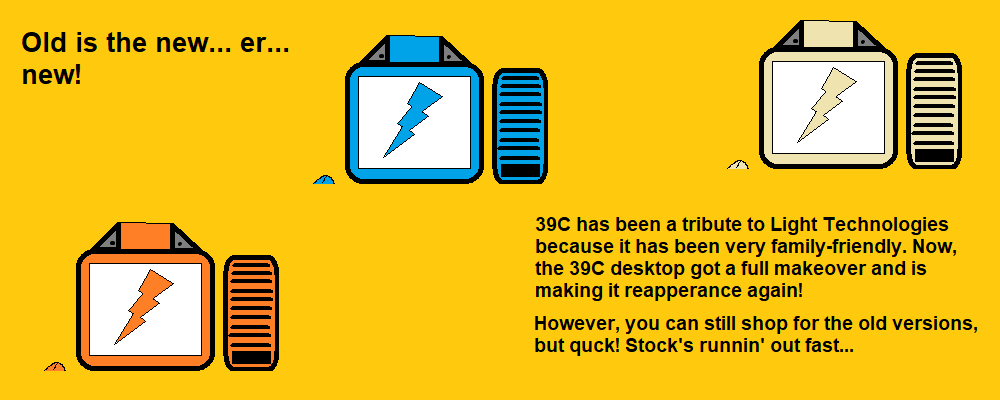 Old is the new... er...
new!
39C has been a tribute to Light Technologies
because it has been very family-friendly. Now,
the 39C desktop got a full makeover and is
making it reapperance again!
However, you can still shop for the old versions,
but quck! Stock's runnin' out fast...